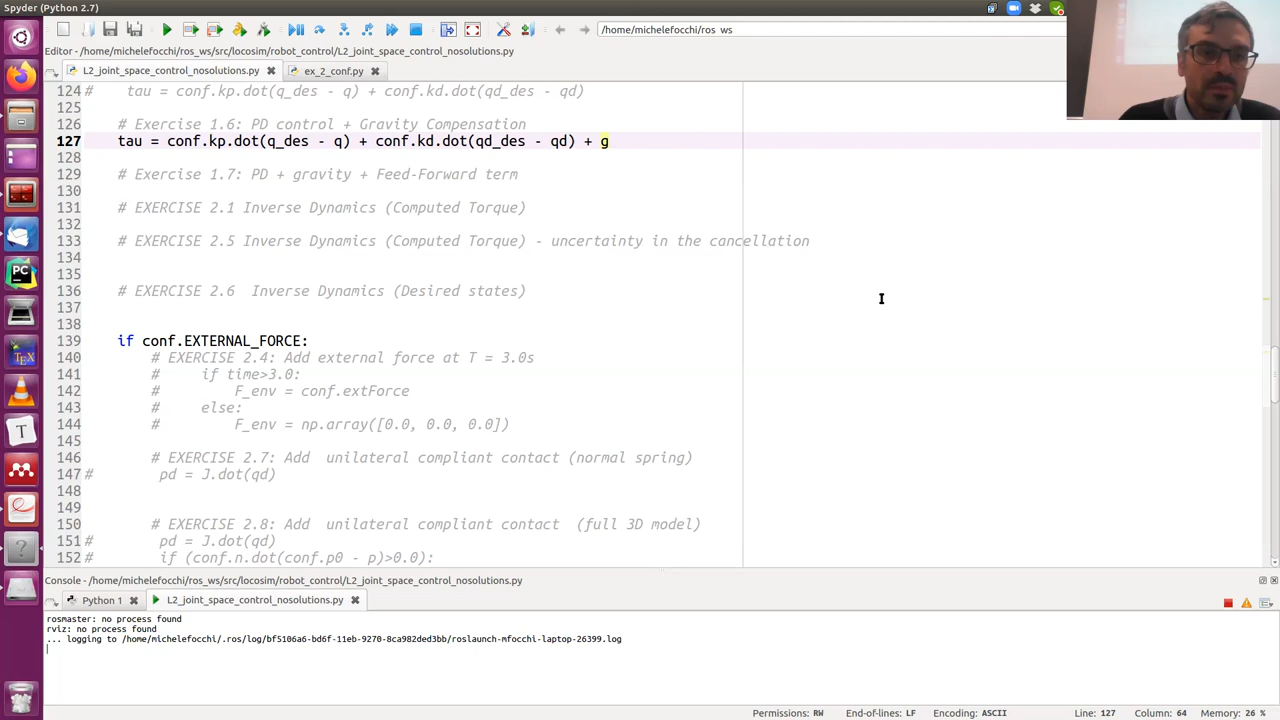 Spyder (Python 2.7)
/home/michelefocchi/ros_ws
Editor - /home/michelefocchi/ros_ws/src/locosim/robot_control/L2_joint_space_control_nosolutions.py
L2_joint_space_control_nosolutions.py
ex_2_conf.py
124 # tau = conf.kp.dot(q_des - q) + conf.kd.dot(qd_des - qd)
125
126 # Exercise 1.6: PD control + Gravity Compensation
127 tau = conf.kp.dot(q_des - q) + conf.kd.dot(qd_des - qd) + g
128
129 # Exercise 1.7: PD + gravity + Feed-Forward term
130
131 # EXERCISE 2.1 Inverse Dynamics (Computed Torque)
132
133 # EXERCISE 2.5 Inverse Dynamics (Computed Torque) - uncertainty in the cancellation
134
135
136 # EXERCISE 2.6  Inverse Dynamics (Desired states)
137
138
139 if conf.EXTERNAL_FORCE:
140 # EXERCISE 2.4: Add external force at T = 3.0s
141 # if time>3.0:
142 # F_env = conf.extForce
143 # else:
144 # F_env = np.array([0.0, 0.0, 0.0])
145
146 # EXERCISE 2.7: Add  unilateral compliant contact (normal spring)
147 # pd = J.dot(qd)
148
149
150 # EXERCISE 2.8: Add  unilateral compliant contact  (full 3D model)
151 # pd = J.dot(qd)
152 # if (conf.n.dot(conf.p0 - p)>0.0):
Console - /home/michelefocchi/ros_ws/src/locosim/robot_control/L2_joint_space_control_nosolutions.py
Python 1
L2_joint_space_control_nosolutions.py
rosmaster: no process found
rviz: no process found
... logging to /home/michelefocchi/.ros/log/bf5106a6-bd6f-11eb-9270-8ca982ded3bb/roslaunch-mfocchi-laptop-26399.log
PC
TEX
T
?
Permissions: RW End-of-lines: LF Encoding: ASCII Line: 127 Column: 64 Memory: 26 %